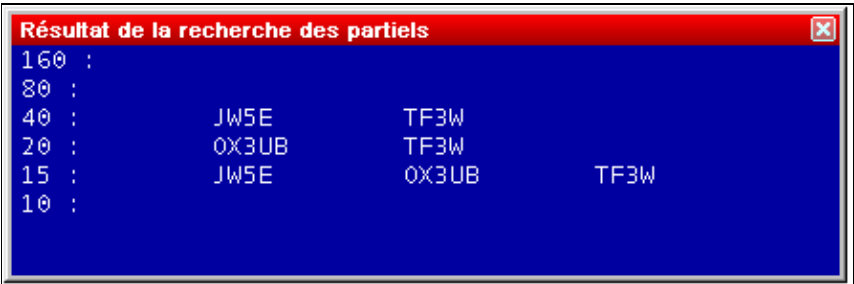 Résultat de la recherche des partiels
160 :
80 :
40 : JW5E TF3W
20 : OX3UB TF3W
15 : JW5E OX3UB TF3W
10 :